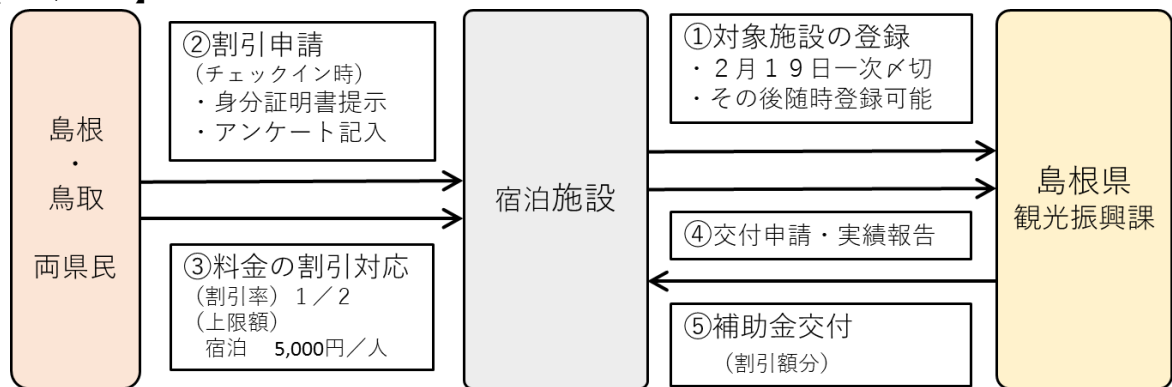 島根
・
鳥取
両県民
②割引申請
（チェックイン時）
・身分証明書提示
・アンケート記入
③料金の割引対応
（割引率）１／２
（上限額）
宿泊　5,000円／人
宿泊施設
①対象施設の登録
・２月１９日一次〆切
・その後随時登録可能
④交付申請・実績報告
⑤補助金交付
（割引額分）
島根県
観光振興課